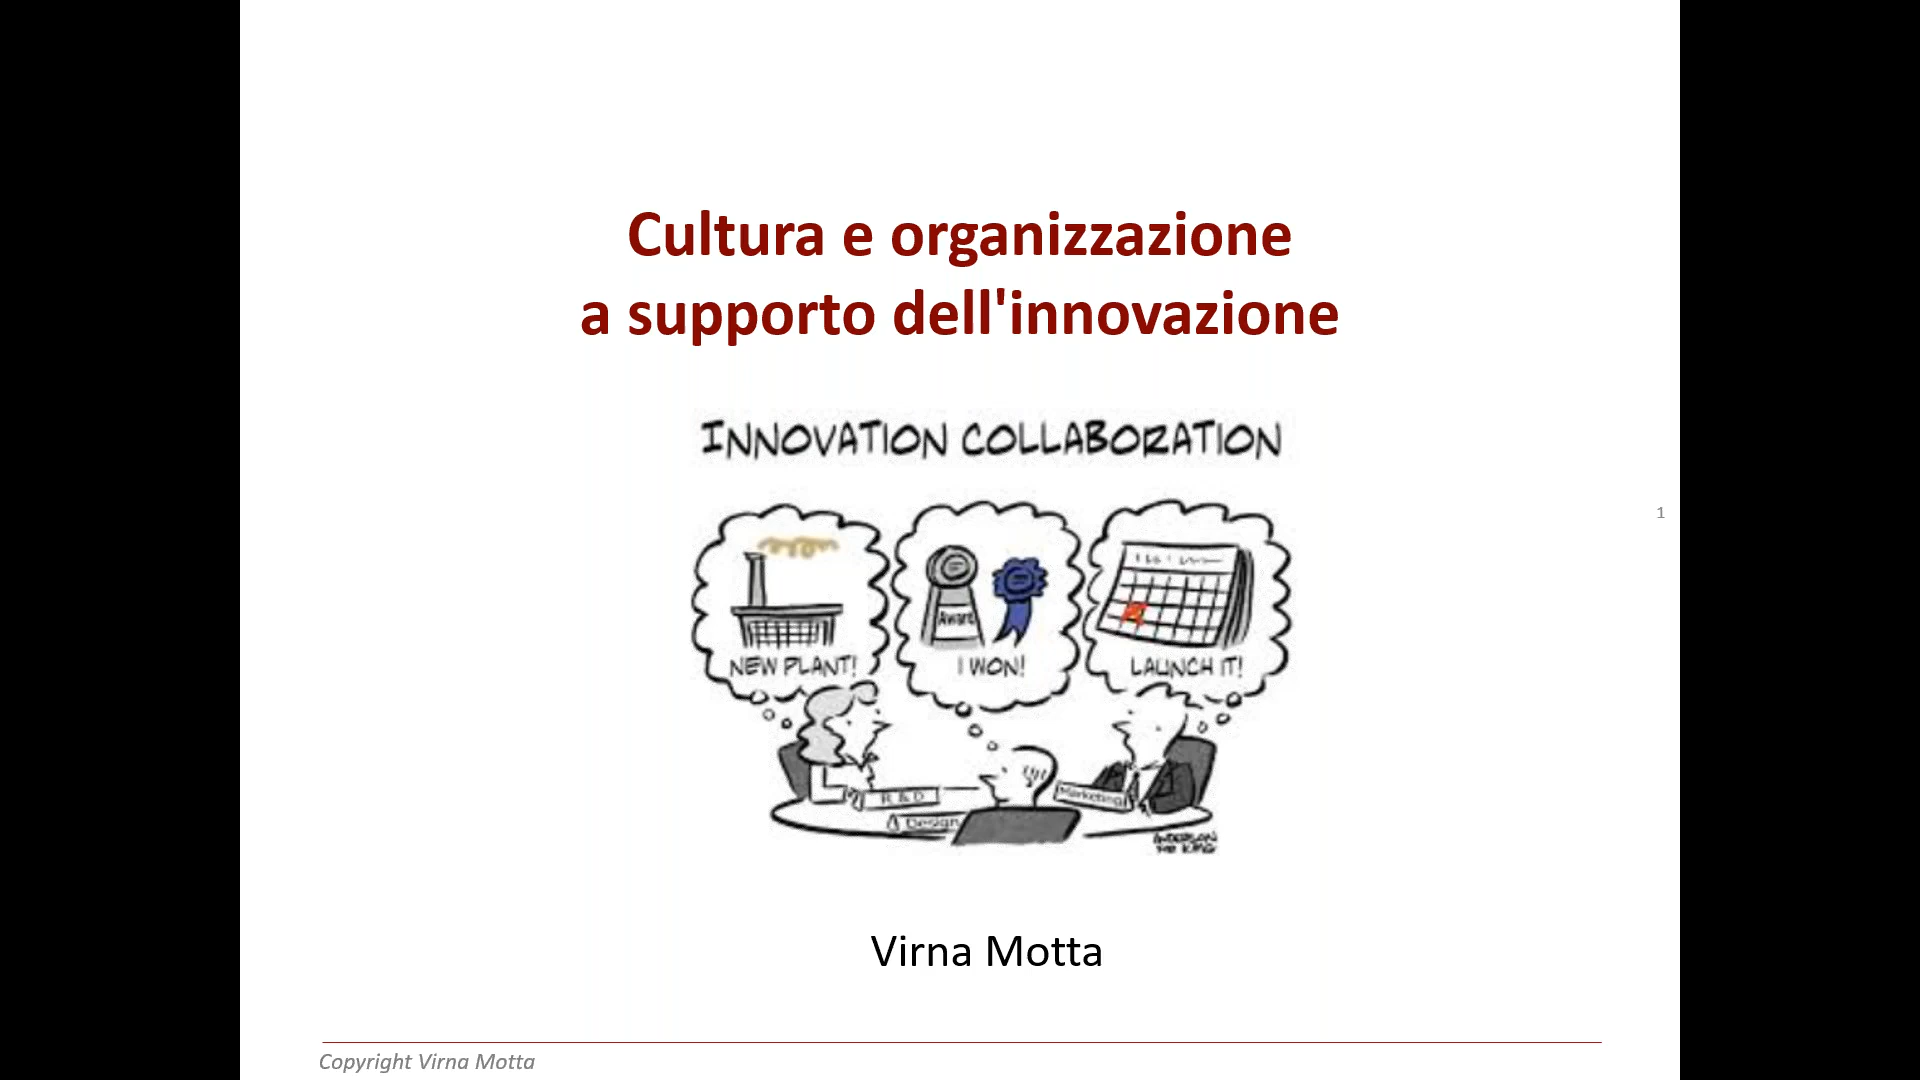 Cultura e organizzazione
a supporto dell'innovazione
INNOVATION COLLABORATION
1
Award
NEW PLANT!
I WON!
LAUNCH IT!
R & D
Marketing
Design
Virna Motta
Copyright Virna Motta